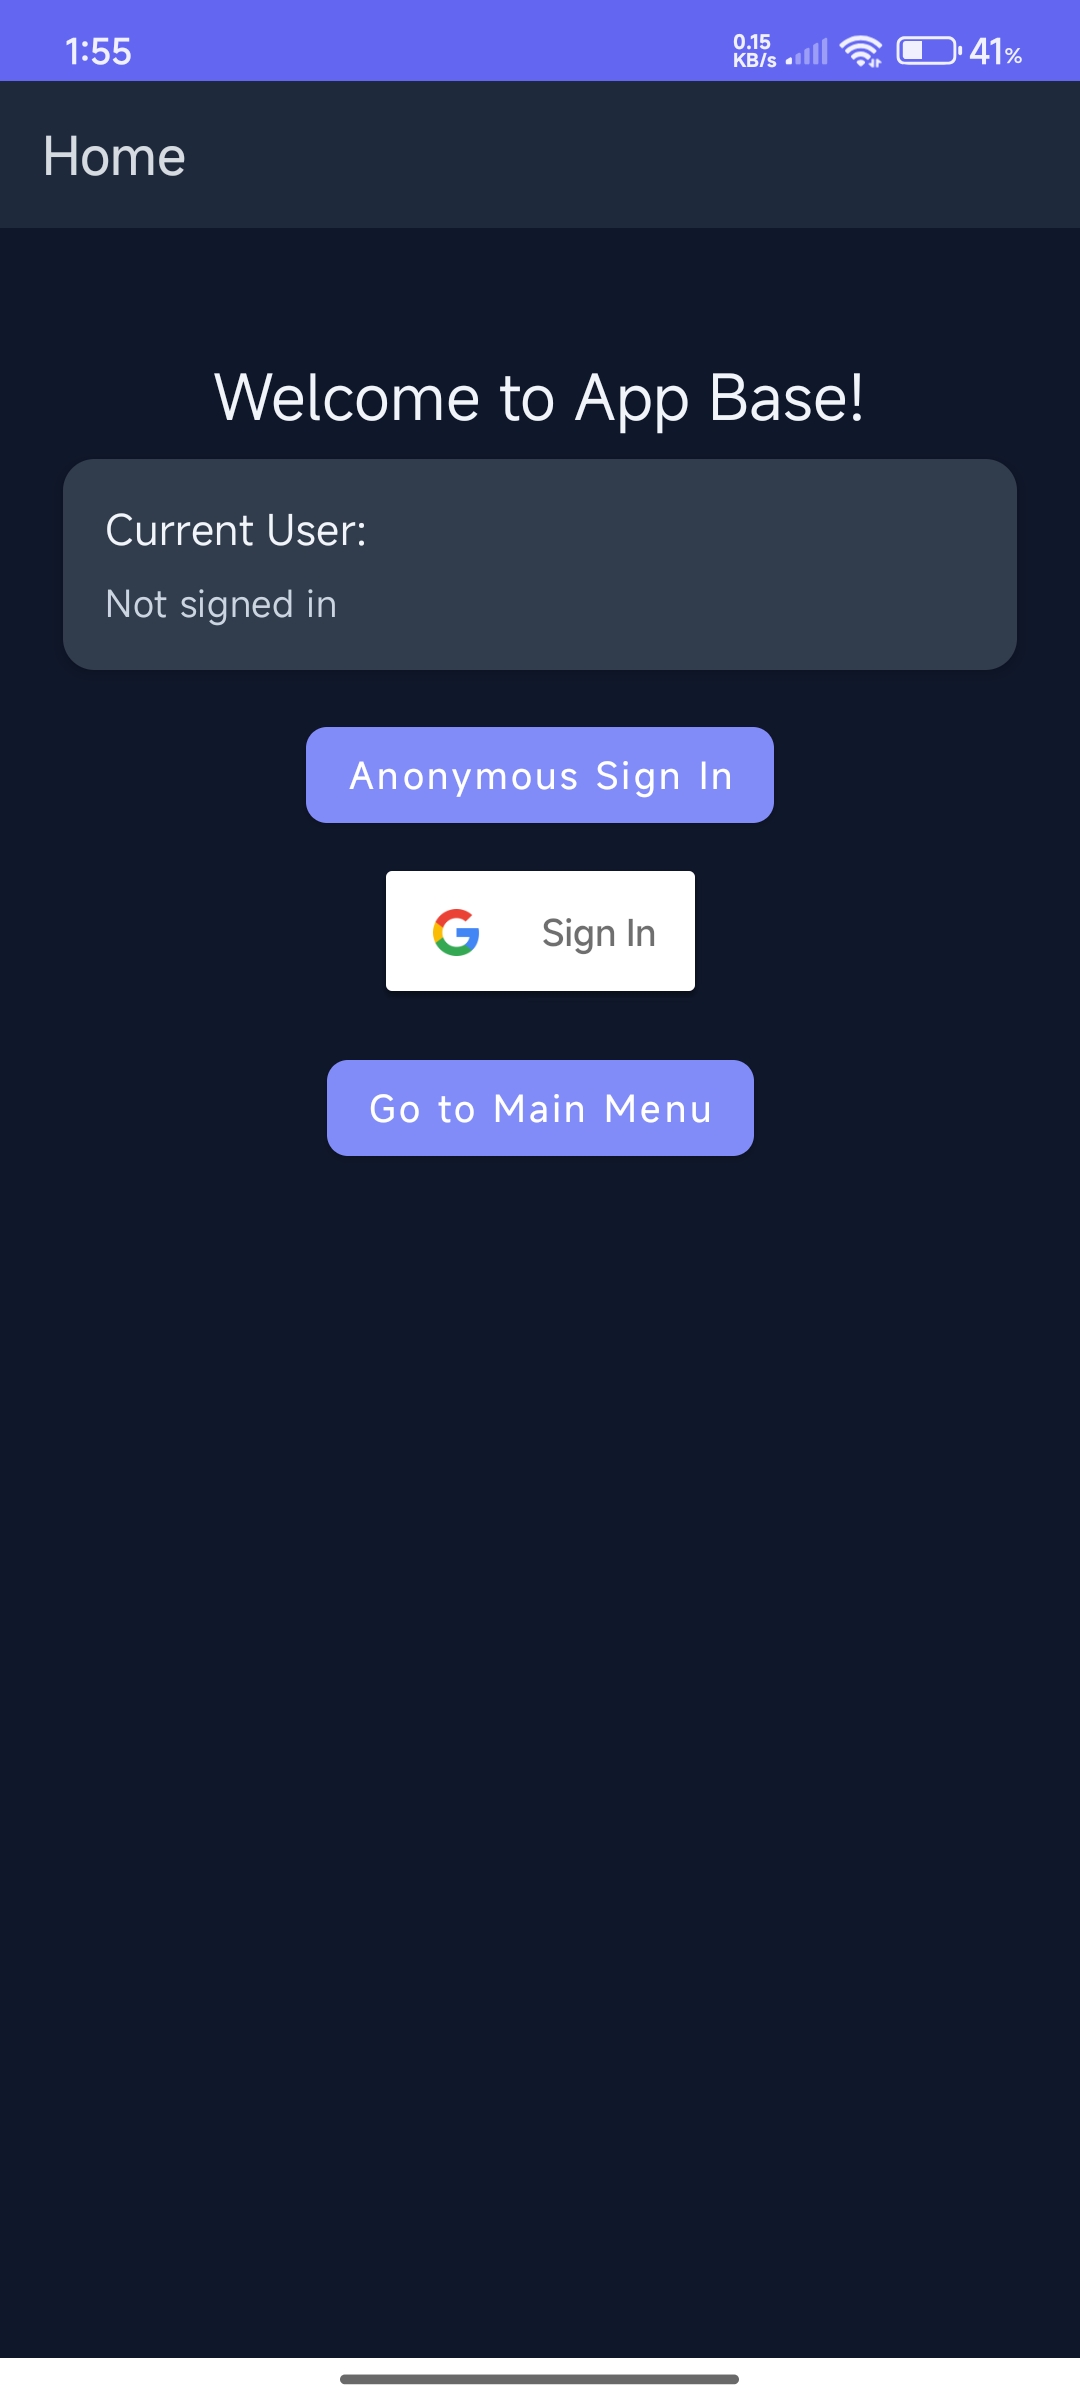 1:55
0.15
KB/s
41%
Home
Welcome to App Base!
Current User:
Not signed in
Anonymous Sign In
Sign In
Go to Main Menu